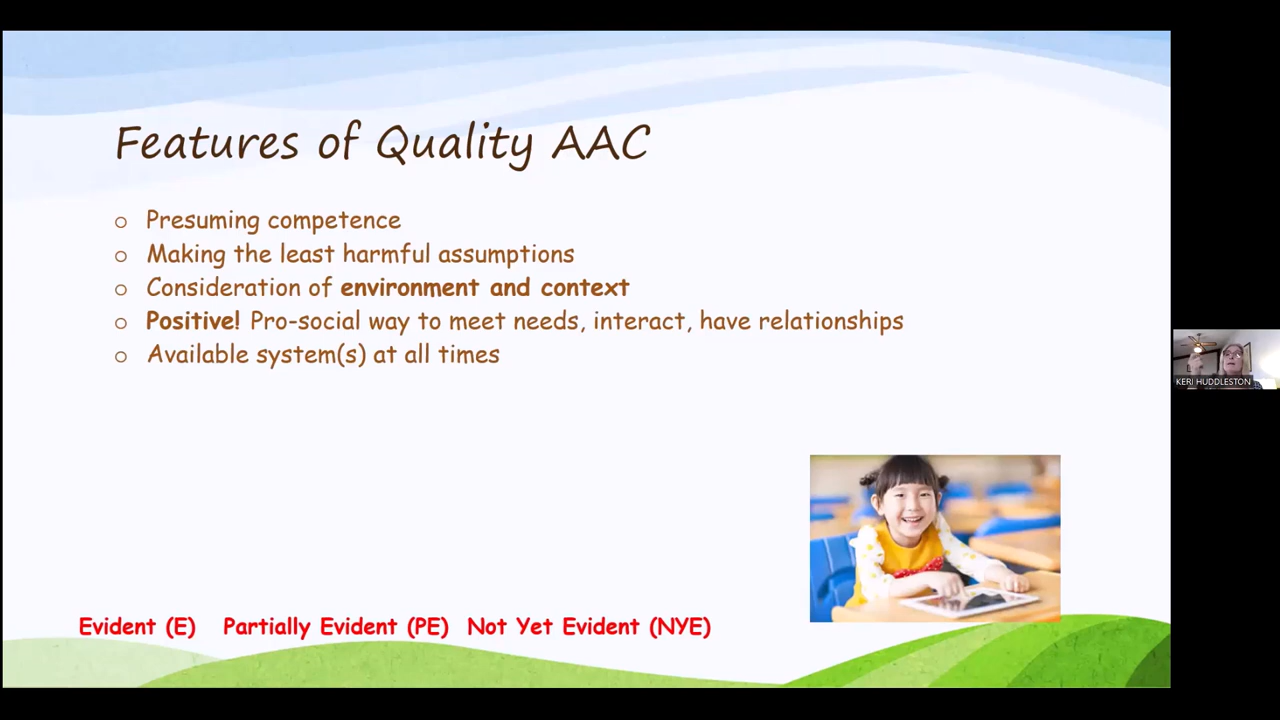 Features of Quality AAC
o Presuming competence
o Making the least harmful assumptions
o Consideration of environment and context
o Positive! Pro-social way to meet needs, interact, have relationships
o Available system(s) at all times
KERI HUDDLESTON
Evident (E) Partially Evident (PE) Not Yet Evident (NYE)